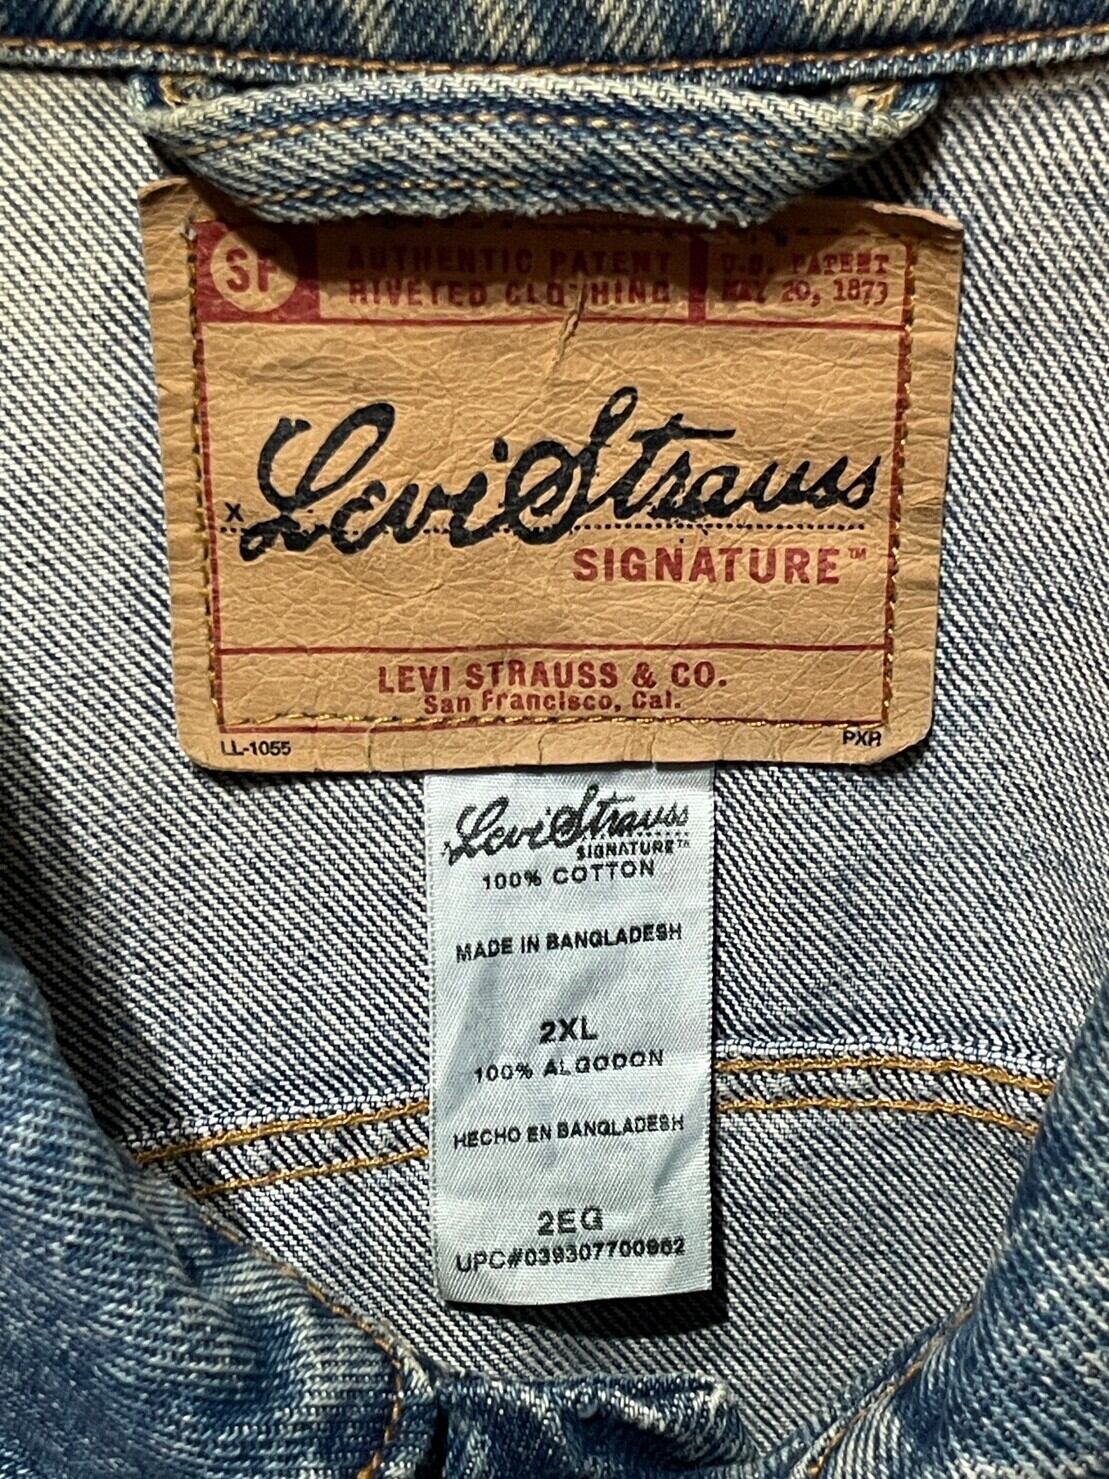 SF
AUTHENTIC PATENT
RIVETED CLOTHING
U.S. PATENT
MAY 20, 1873
x Levi Strauss
SIGNATURE™
LEVI STRAUSS & CO.
San Francisco, Cal.
LL-1055
PXR
Levi Strauss
SIGNATURE™
100% COTTON
MADE IN BANGLADESH
2XL
100% ALGODON
HECHO EN BANGLADESH
2EG
UPC#039307700962